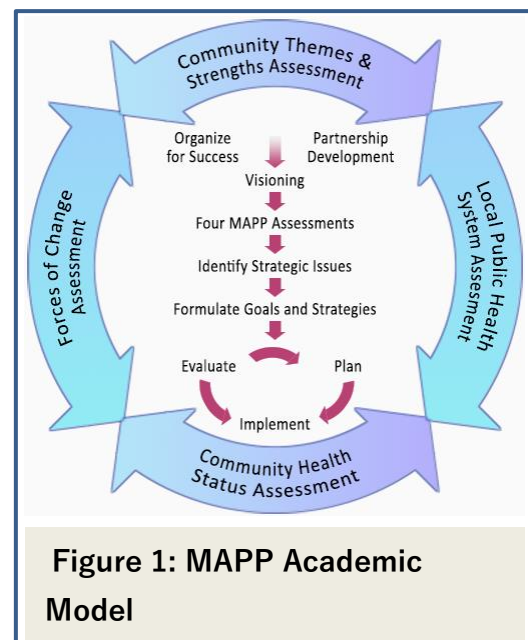 Community Themes &
Strengths Assessment
Organize
for Success
Partnership
Development
Visioning
Four MAPP Assessments
Identify Strategic Issues
Formulate Goals and Strategies
Evaluate
Plan
Implement
Forces of Change
Assessment
Local Public Health
System Assessment
Community Health
Status Assessment
Figure 1: MAPP Academic
Model